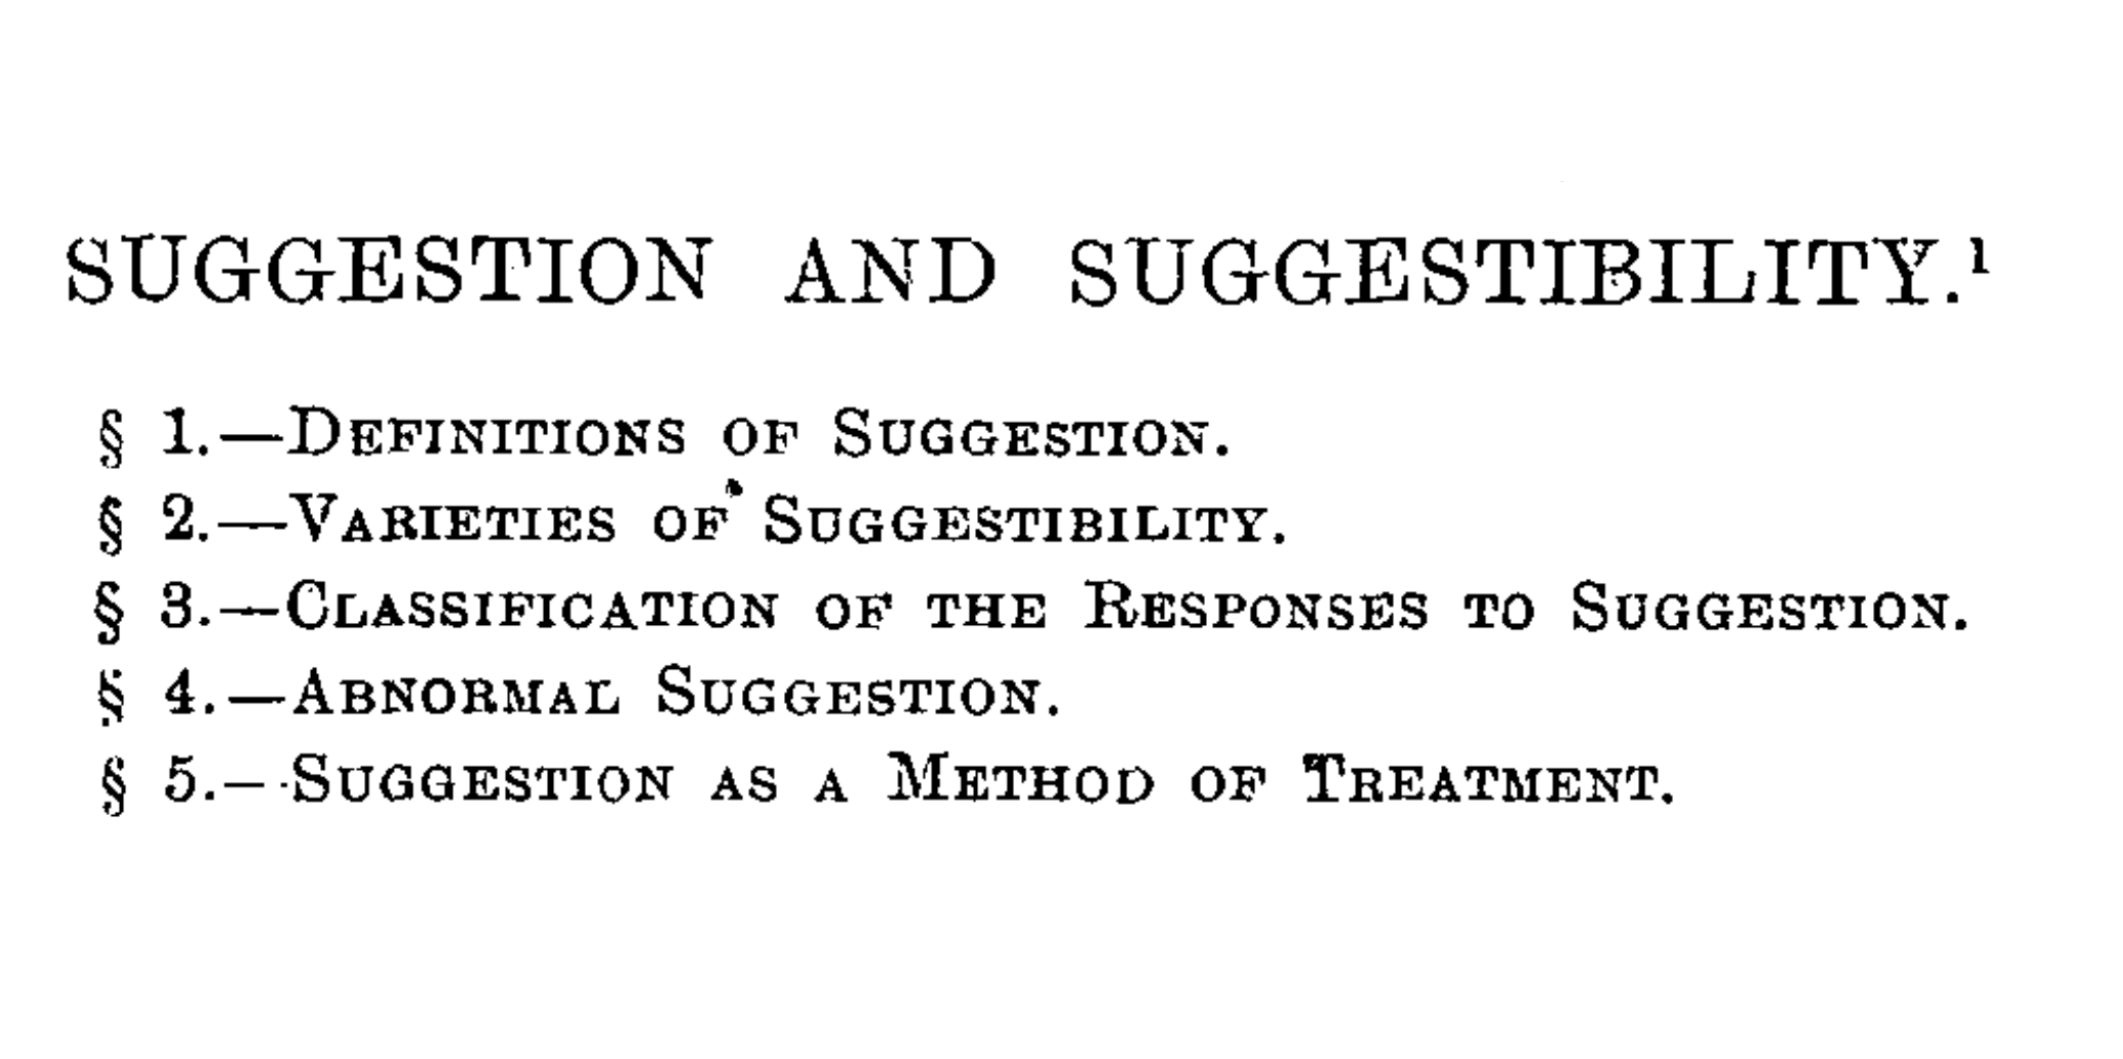 SUGGESTION AND SUGGESTIBILITY.¹
§ 1.—DEFINITIONS OF SUGGESTION.
§ 2.—VARIETIES OF SUGGESTIBILITY.
§ 3.—CLASSIFICATION OF THE RESPONSES TO SUGGESTION.
§ 4.—ABNORMAL SUGGESTION.
§ 5.—SUGGESTION AS A METHOD OF TREATMENT.